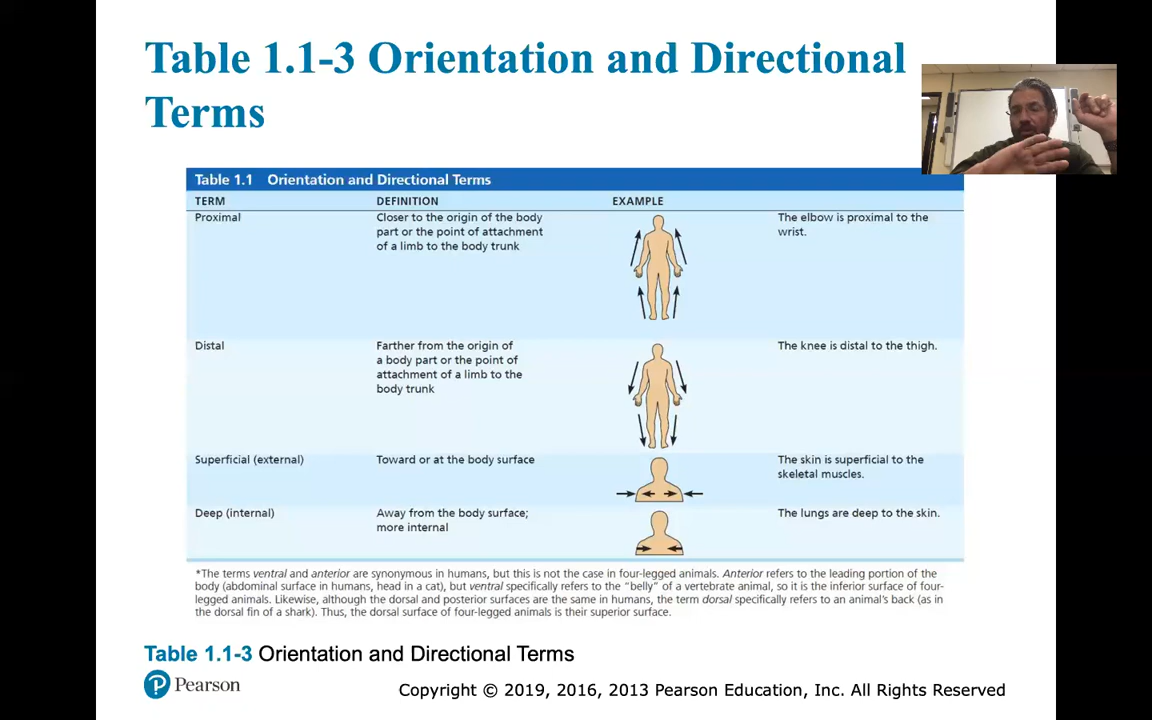 Table 1.1-3 Orientation and Directional
Terms
Table 1.1 Orientation and Directional Terms
TERM DEFINITION EXAMPLE
Proximal Closer to the origin of the body The elbow is proximal to the
part or the point of attachment wrist.
of a limb to the body trunk
Distal Farther from the origin of The knee is distal to the thigh.
a body part or the point of
attachment of a limb to the
body trunk
Superficial (external) Toward or at the body surface The skin is superficial to the
skeletal muscles.
Deep (internal) Away from the body surface; The lungs are deep to the skin.
more internal
*The terms ventral and anterior are synonymous in humans, but this is not the case in four-legged animals. Anterior refers to the leading portion of the
body (abdominal surface in humans, head in a cat), but ventral specifically refers to the “belly” of a vertebrate animal, so it is the inferior surface of four-
legged animals. Likewise, although the dorsal and posterior surfaces are the same in humans, the term dorsal specifically refers to an animal’s back (as in
the dorsal fin of a shark). Thus, the dorsal surface of four-legged animals is their superior surface.
Table 1.1-3 Orientation and Directional Terms
P Pearson
Copyright © 2019, 2016, 2013 Pearson Education, Inc. All Rights Reserved